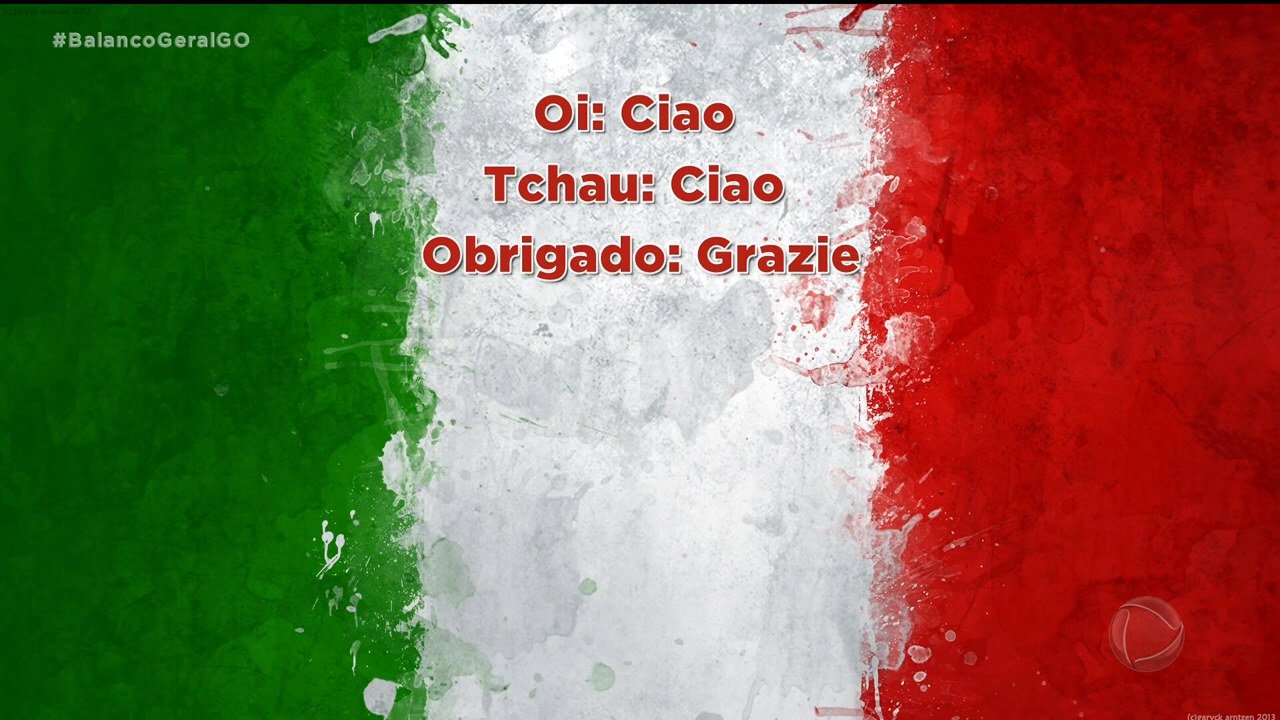 #BalancoGeralGO
Oi: Ciao
Tchau: Ciao
Obrigado: Grazie
(c)garyck arntzen 2013